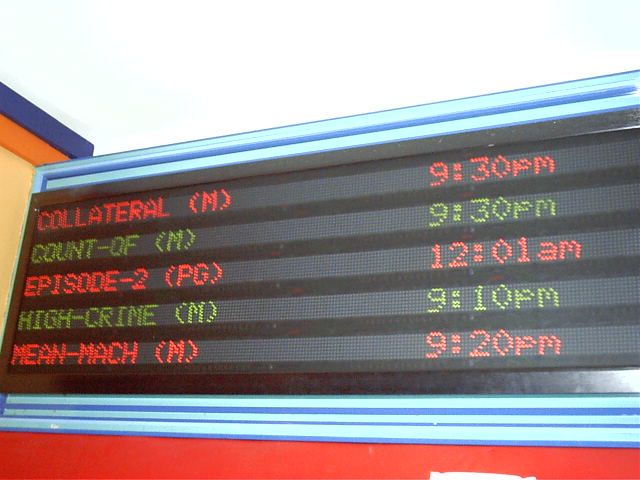 COLLATERAL (M) 9:30pm
COUNT-OF (M) 9:30pm
EPISODE-2 (PG) 12:01am
HIGH-CRINE (M) 9:10pm
MEAN-MACH (M) 9:20pm